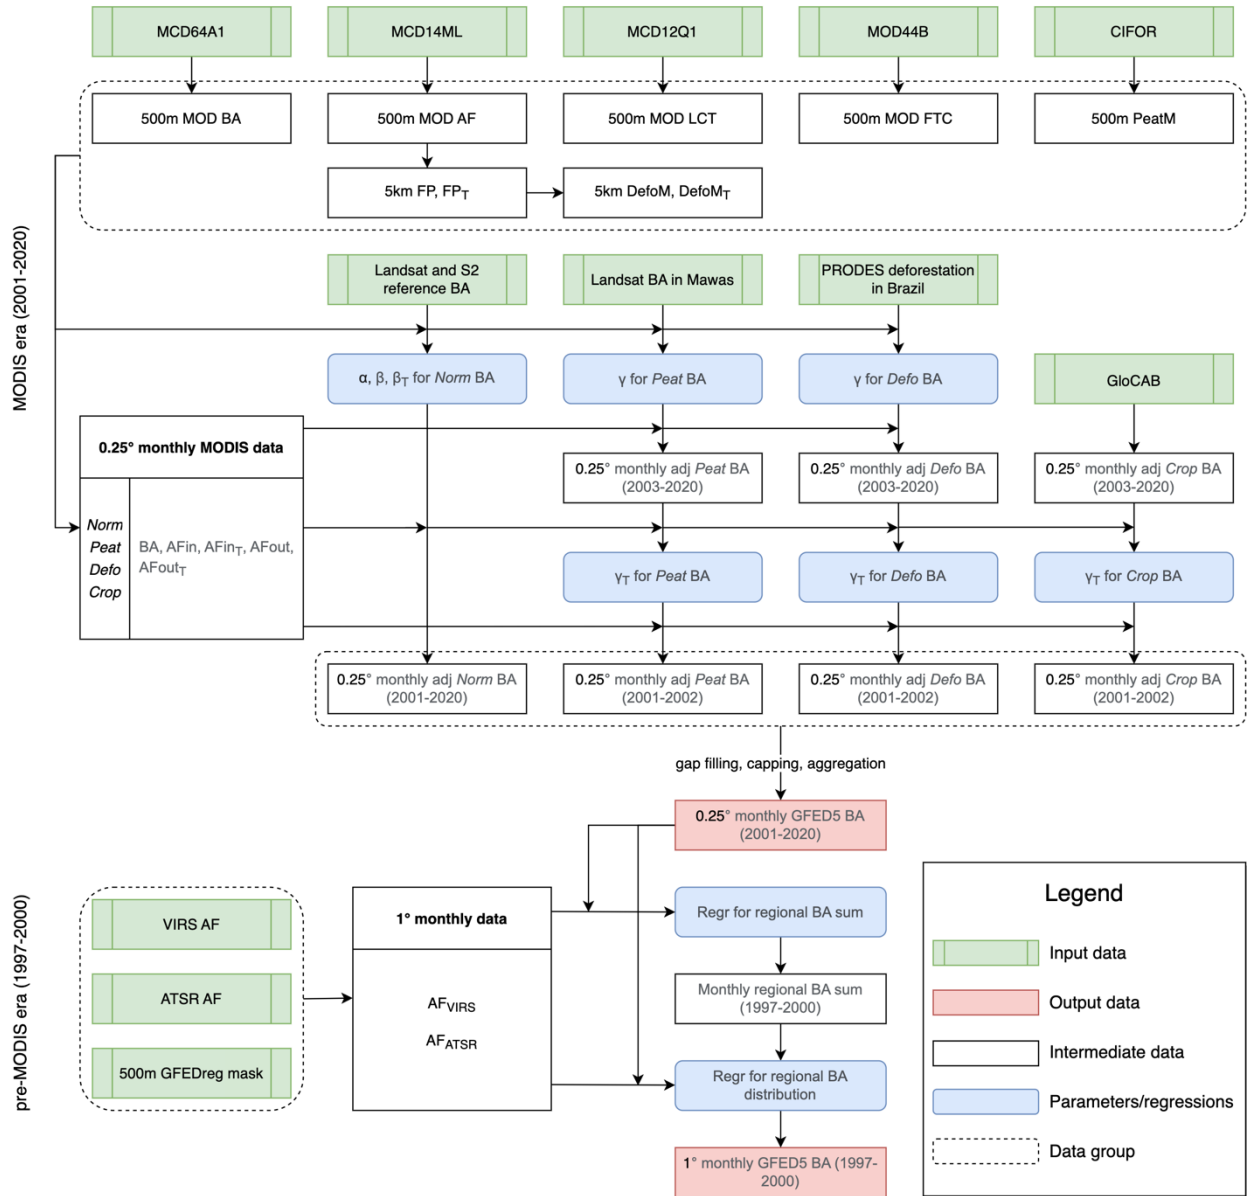 MCD64A1
MCD14ML
MCD12Q1
MOD44B
CIFOR
500m MOD BA
500m MOD AF
500m MOD LCT
500m MOD FTC
500m PeatM
5km FP, FPT
5km DefoM, DefoMT
MODIS era (2001-2020)
Landsat and S2
reference BA
Landsat BA in Mawas
PRODES deforestation
in Brazil
α, β, βT for Norm BA
γ for Peat BA
γ for Defo BA
GloCAB
0.25° monthly MODIS data
Norm
Peat
Defo
Crop
BA, AFin, AFinT, AFout,
AFoutT
0.25° monthly adj Peat BA
(2003-2020)
0.25° monthly adj Defo BA
(2003-2020)
0.25° monthly adj Crop BA
(2003-2020)
γT for Peat BA
γT for Defo BA
γT for Crop BA
0.25° monthly adj Norm BA
(2001-2020)
0.25° monthly adj Peat BA
(2001-2002)
0.25° monthly adj Defo BA
(2001-2002)
0.25° monthly adj Crop BA
(2001-2002)
gap filling, capping, aggregation
0.25° monthly GFED5 BA
(2001-2020)
pre-MODIS era (1997-2000)
VIRS AF
ATSR AF
500m GFEDreg mask
1° monthly data
AFVIRS
AFATSR
Regr for regional BA sum
Monthly regional BA sum
(1997-2000)
Regr for regional BA
distribution
1° monthly GFED5 BA (1997-
2000)
Legend
Input data
Output data
Intermediate data
Parameters/regressions
Data group